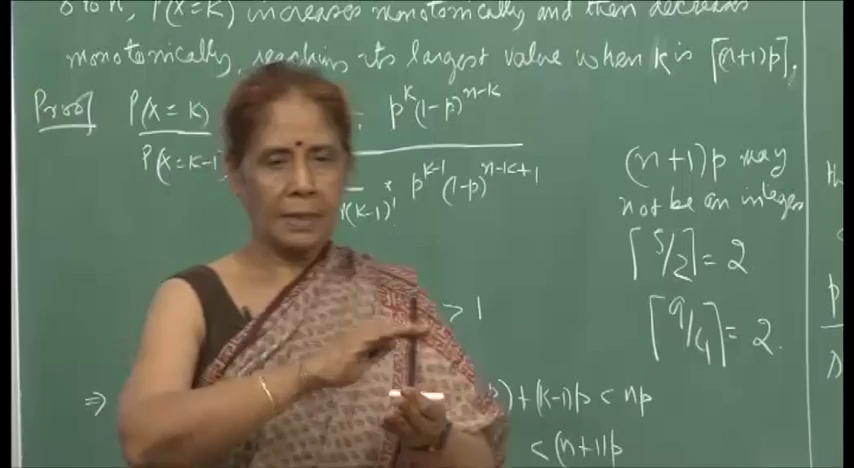 0 to n, P(X = K) increases monotonically and then decreases
monotonically, reaching its largest value when k is ⌈(n+1)p⌉.
Proof P(X = K) p^k (1-p)^{n-k}
P(X = K-1 (k-1)! p^{k-1} (1-p)^{n-k+1}
> 1
⇒ ) + (k-1)p < np
< (n+1)p
(n+1)p may
not be an integer
⌈5/2⌉ = 2
⌈9/4⌉ = 2.